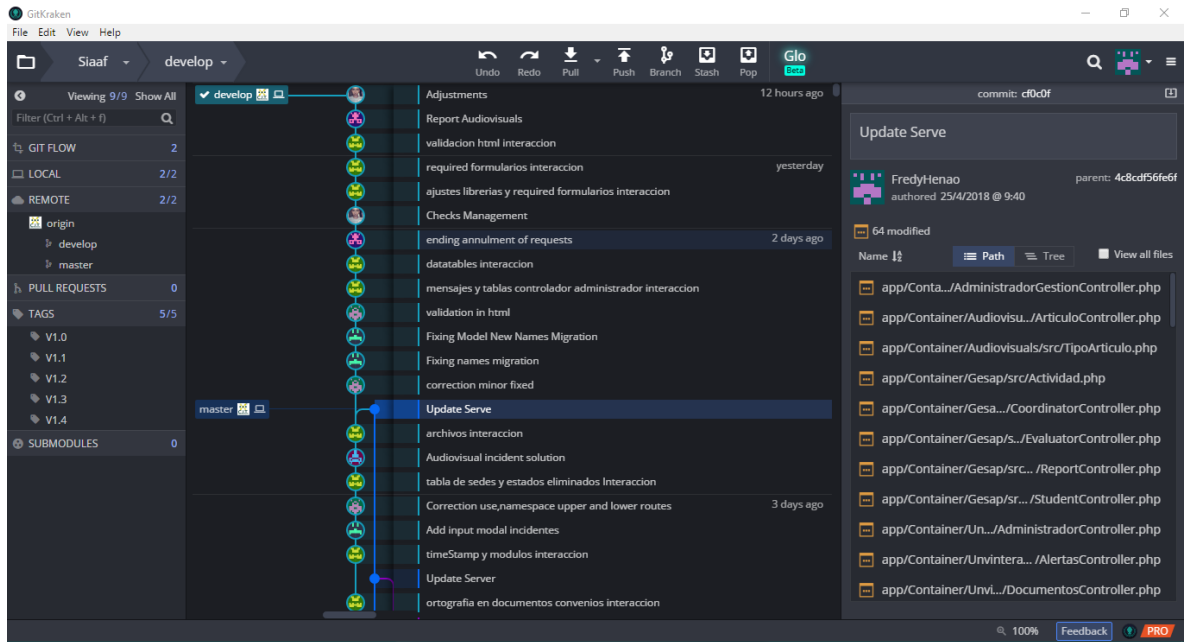 GitKraken
File Edit View Help
Siaaf develop
Undo Redo Pull Push Branch Stash Pop Glo Beta
Viewing 9/9 Show All
Filter (Ctrl + Alt + f)
GIT FLOW 2
LOCAL 2/2
REMOTE 2/2
origin
develop
master
PULL REQUESTS 0
TAGS 5/5
V1.0
V1.1
V1.2
V1.3
V1.4
SUBMODULES 0
develop Adjustments 12 hours ago
Report Audiovisuals
validacion html interaccion
required formularios interaccion yesterday
ajustes librerias y required formularios interaccion
Checks Management
ending annulment of requests 2 days ago
datatables interaccion
mensajes y tablas controlador administrador interaccion
validation in html
Fixing Model New Names Migration
Fixing names migration
correction minor fixed
master Update Serve
archivos interaccion
Audiovisual incident solution
tabla de sedes y estados eliminados Interaccion
Correction use,namespace upper and lower routes 3 days ago
Add input modal incidentes
timeStamp y modulos interaccion
Update Server
ortografia en documentos convenios interaccion
commit: cf0c0f
Update Serve
FredyHenao parent: 4c8cdf56fe6f
authored 25/4/2018 @ 9:40
64 modified
Name Path Tree View all files
app/Conta.../AdministradorGestionController.php
app/Container/Audiovisu.../ArticuloController.php
app/Container/Audiovisuals/src/TipoArticulo.php
app/Container/Gesap/src/Actividad.php
app/Container/Gesa.../CoordinatorController.php
app/Container/Gesap/s.../EvaluatorController.php
app/Container/Gesap/src... /ReportController.php
app/Container/Gesap/sr... /StudentController.php
app/Container/Un.../AdministradorController.php
app/Container/Unvintera... /AlertasController.php
app/Container/Unvi.../DocumentosController.php
100% Feedback PRO